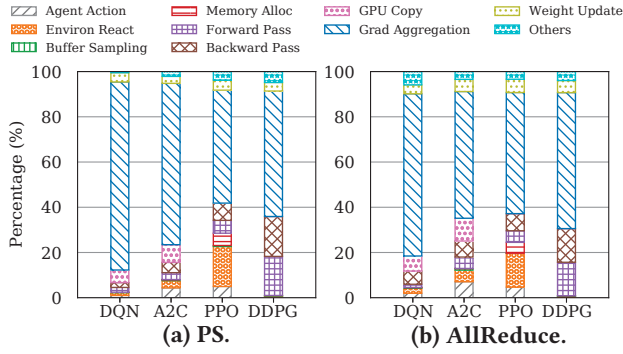 Agent Action Memory Alloc GPU Copy Weight Update
Environ React Forward Pass Grad Aggregation Others
Buffer Sampling Backward Pass
Percentage (%)
100 100
80 80
60 60
40 40
20 20
0 0
DQN A2C PPO DDPG DQN A2C PPO DDPG
(a) PS. (b) AllReduce.